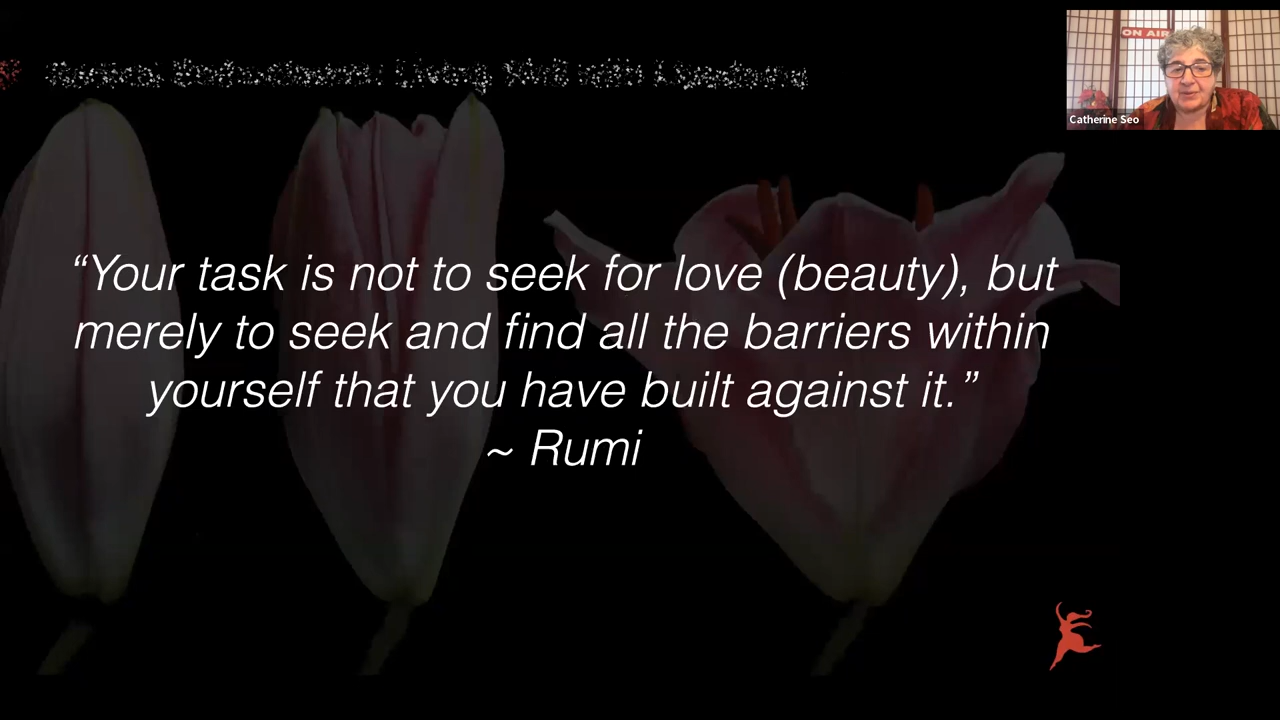 ON AIR
Catherine Seo
“Your task is not to seek for love (beauty), but
merely to seek and find all the barriers within
yourself that you have built against it.”
~ Rumi